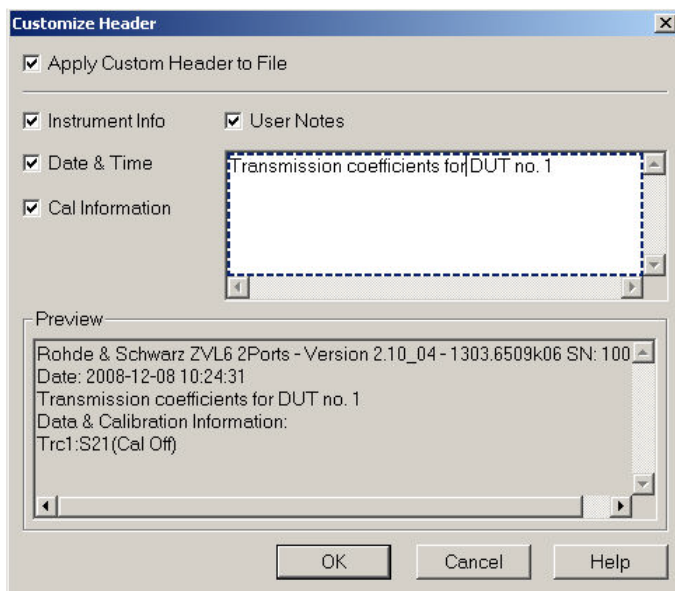 Customize Header
Apply Custom Header to File
Instrument Info
User Notes
Date & Time
Transmission coefficients for DUT no. 1
Cal Information
Preview
Rohde & Schwarz ZVL6 2Ports - Version 2.10_04 - 1303.6509k06 SN: 100
Date: 2008-12-08 10:24:31
Transmission coefficients for DUT no. 1
Data & Calibration Information:
Trc1:S21(Cal Off)
OK
Cancel
Help